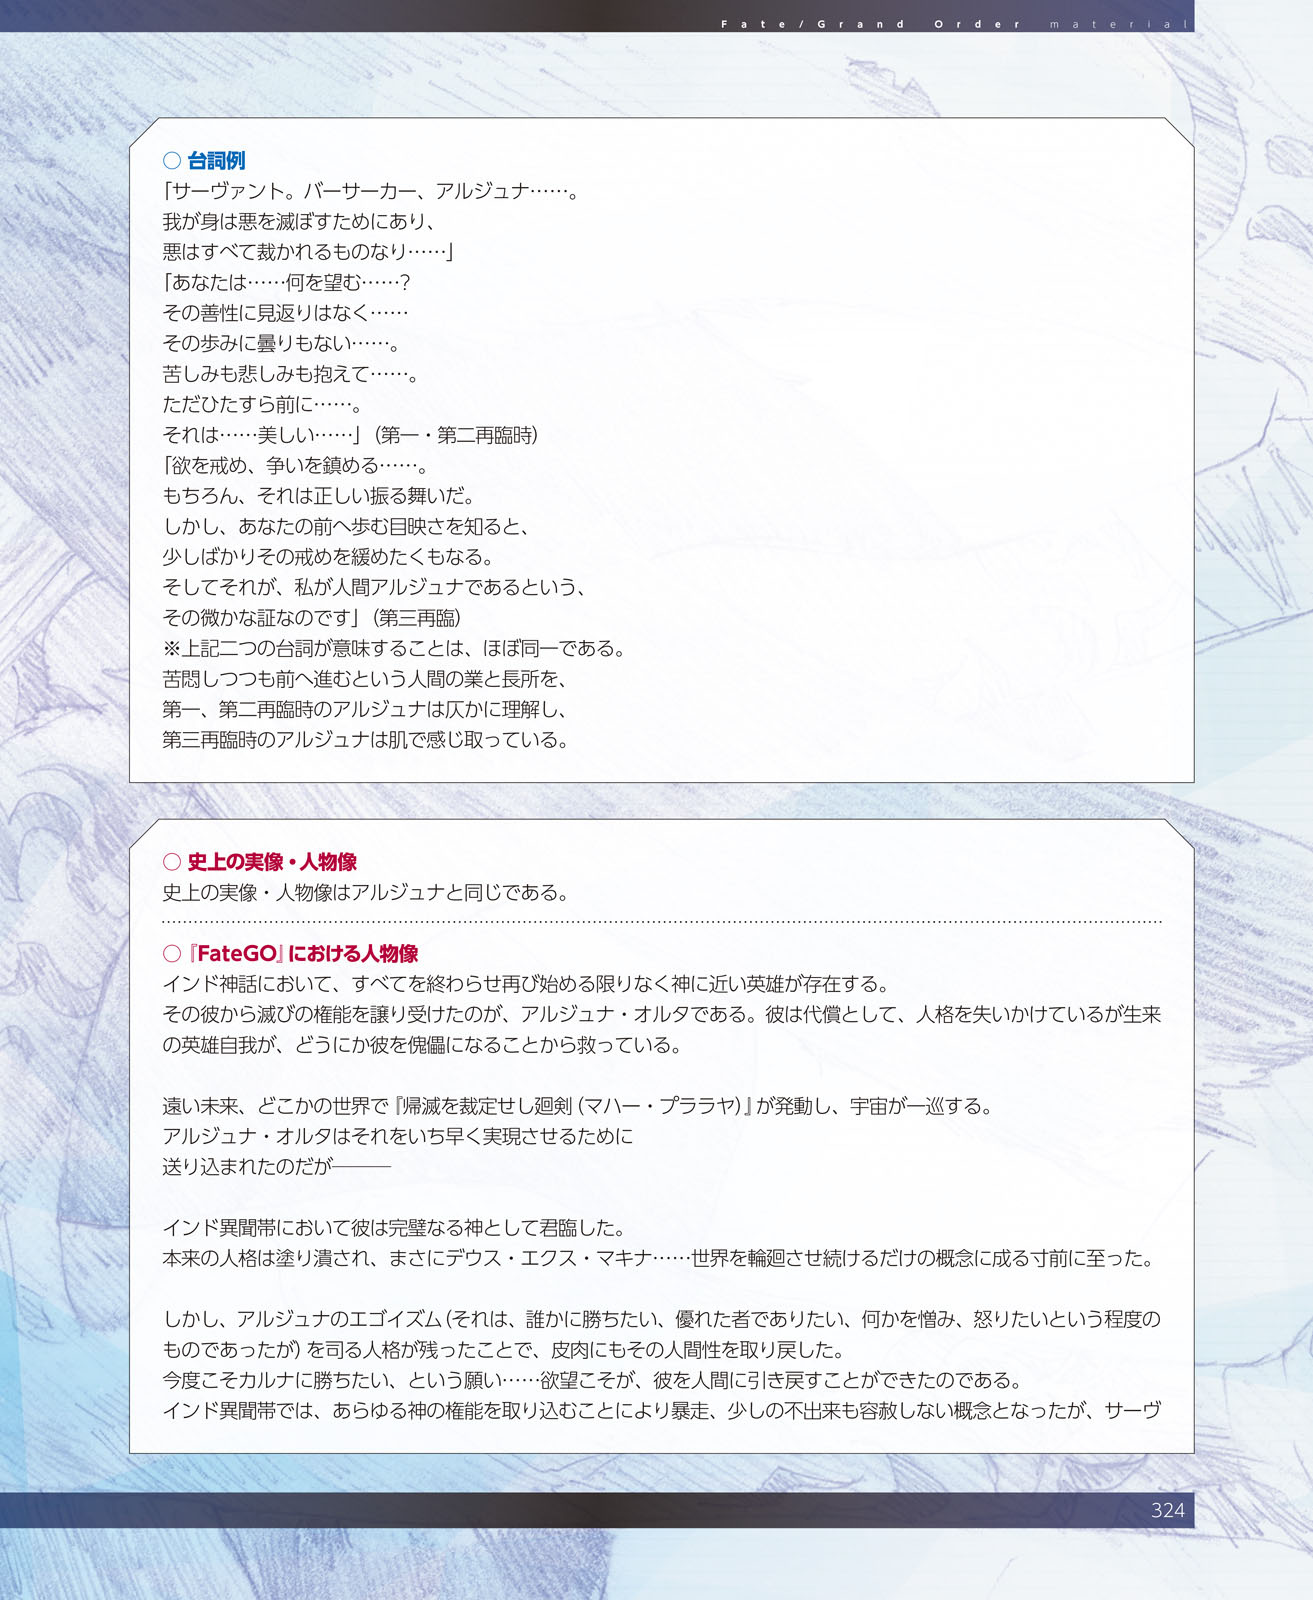 Fate/Grand Order material
○ 台詞例
「サーヴァント。バーサーカー、アルジュナ……。
我が身は悪を滅ぼすためにあり、
悪はすべて裁かれるものなり……」
「あなたは……何を望む……?
その善性に見返りはなく……
その歩みに曇りもない……。
苦しみも悲しみも抱えて……。
ただひたすら前に……。
それは……美しい……」（第一・第二再臨時）
「欲を戒め、争いを鎮める……。
もちろん、それは正しい振る舞いだ。
しかし、あなたの前へ歩む目映さを知ると、
少しばかりその戒めを緩めたくもなる。
そしてそれが、私が人間アルジュナであるという、
その微かな証なのです」（第三再臨）
※上記二つの台詞が意味することは、ほぼ同一である。
苦悶しつつも前へ進むという人間の業と長所を、
第一、第二再臨時のアルジュナは仄かに理解し、
第三再臨時のアルジュナは肌で感じ取っている。
○ 史上の実像・人物像
史上の実像・人物像はアルジュナと同じである。
○『FateGO』における人物像
インド神話において、すべてを終わらせ再び始める限りなく神に近い英雄が存在する。
その彼から滅びの権能を譲り受けたのが、アルジュナ・オルタである。彼は代償として、人格を失いかけているが生来
の英雄自我が、どうにか彼を傀儡になることから救っている。
遠い未来、どこかの世界で『帰滅を裁定せし廻剣（マハー・プララヤ）』が発動し、宇宙が一巡する。
アルジュナ・オルタはそれをいち早く実現させるために
送り込まれたのだが―――
インド異聞帯において彼は完璧なる神として君臨した。
本来の人格は塗り潰され、まさにデウス・エクス・マキナ……世界を輪廻させ続けるだけの概念に成る寸前に至った。
しかし、アルジュナのエゴイズム（それは、誰かに勝ちたい、優れた者でありたい、何かを憎み、怒りたいという程度の
ものであったが）を司る人格が残ったことで、皮肉にもその人間性を取り戻した。
今度こそカルナに勝ちたい、という願い……欲望こそが、彼を人間に引き戻すことができたのである。
インド異聞帯では、あらゆる神の権能を取り込むことにより暴走、少しの不出来も容赦しない概念となったが、サーヴ
324